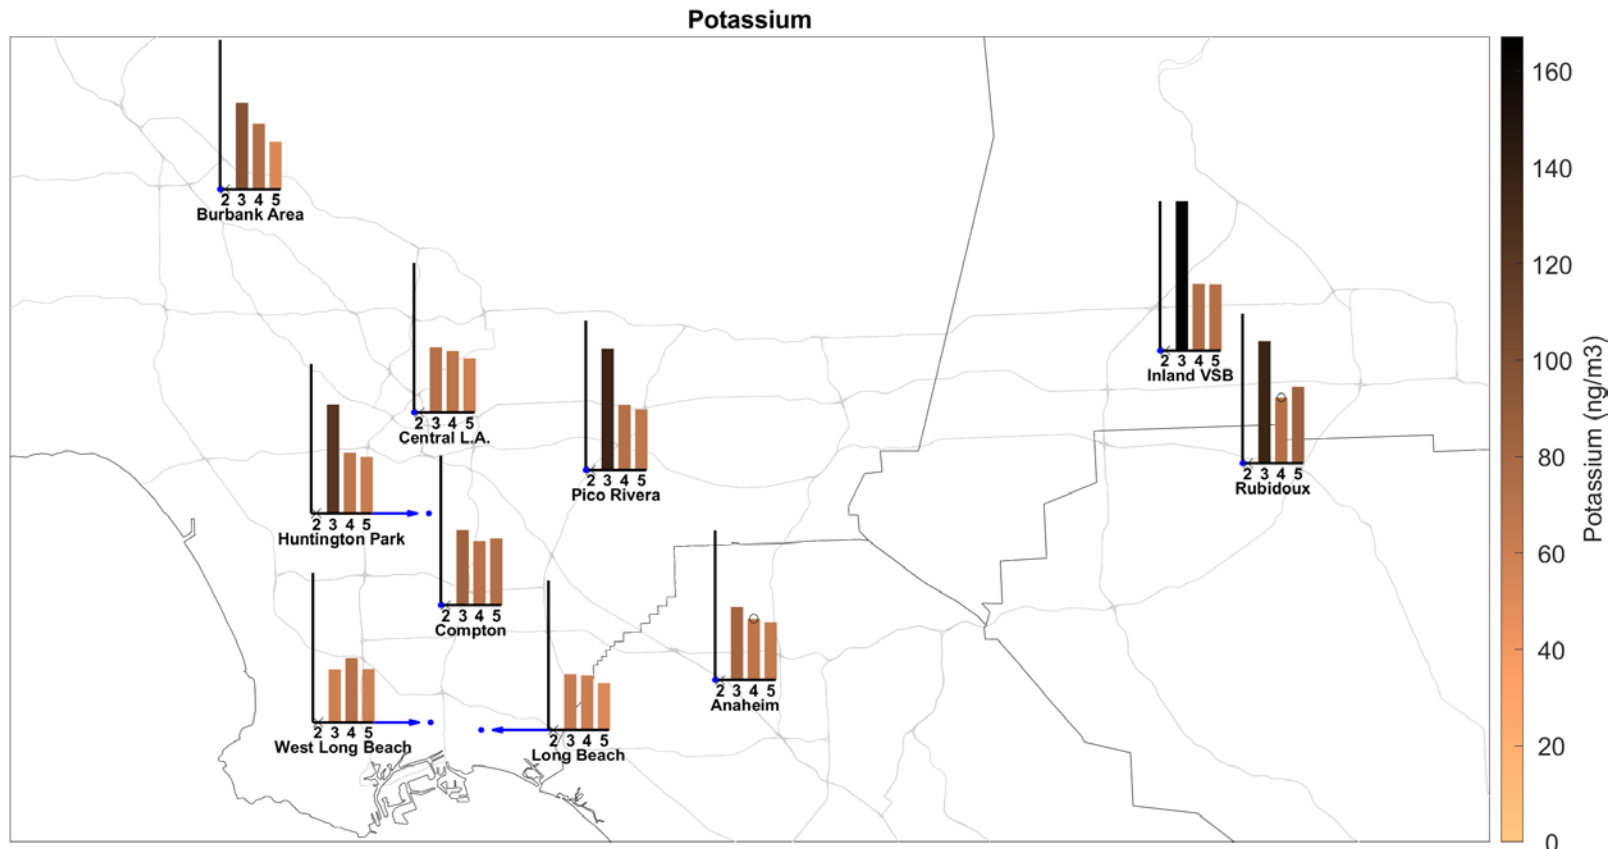 Potassium
2 3 4 5
Burbank Area
2 3 4 5
Central L.A.
2 3 4 5
Huntington Park
2 3 4 5
Pico Rivera
2 3 4 5
Inland VSB
2 3 4 5
Rubidoux
2 3 4 5
Compton
2 3 4 5
West Long Beach
2 3 4 5
Long Beach
2 3 4 5
Anaheim
160
140
120
100
80
60
40
20
0
Potassium (ng/m3)